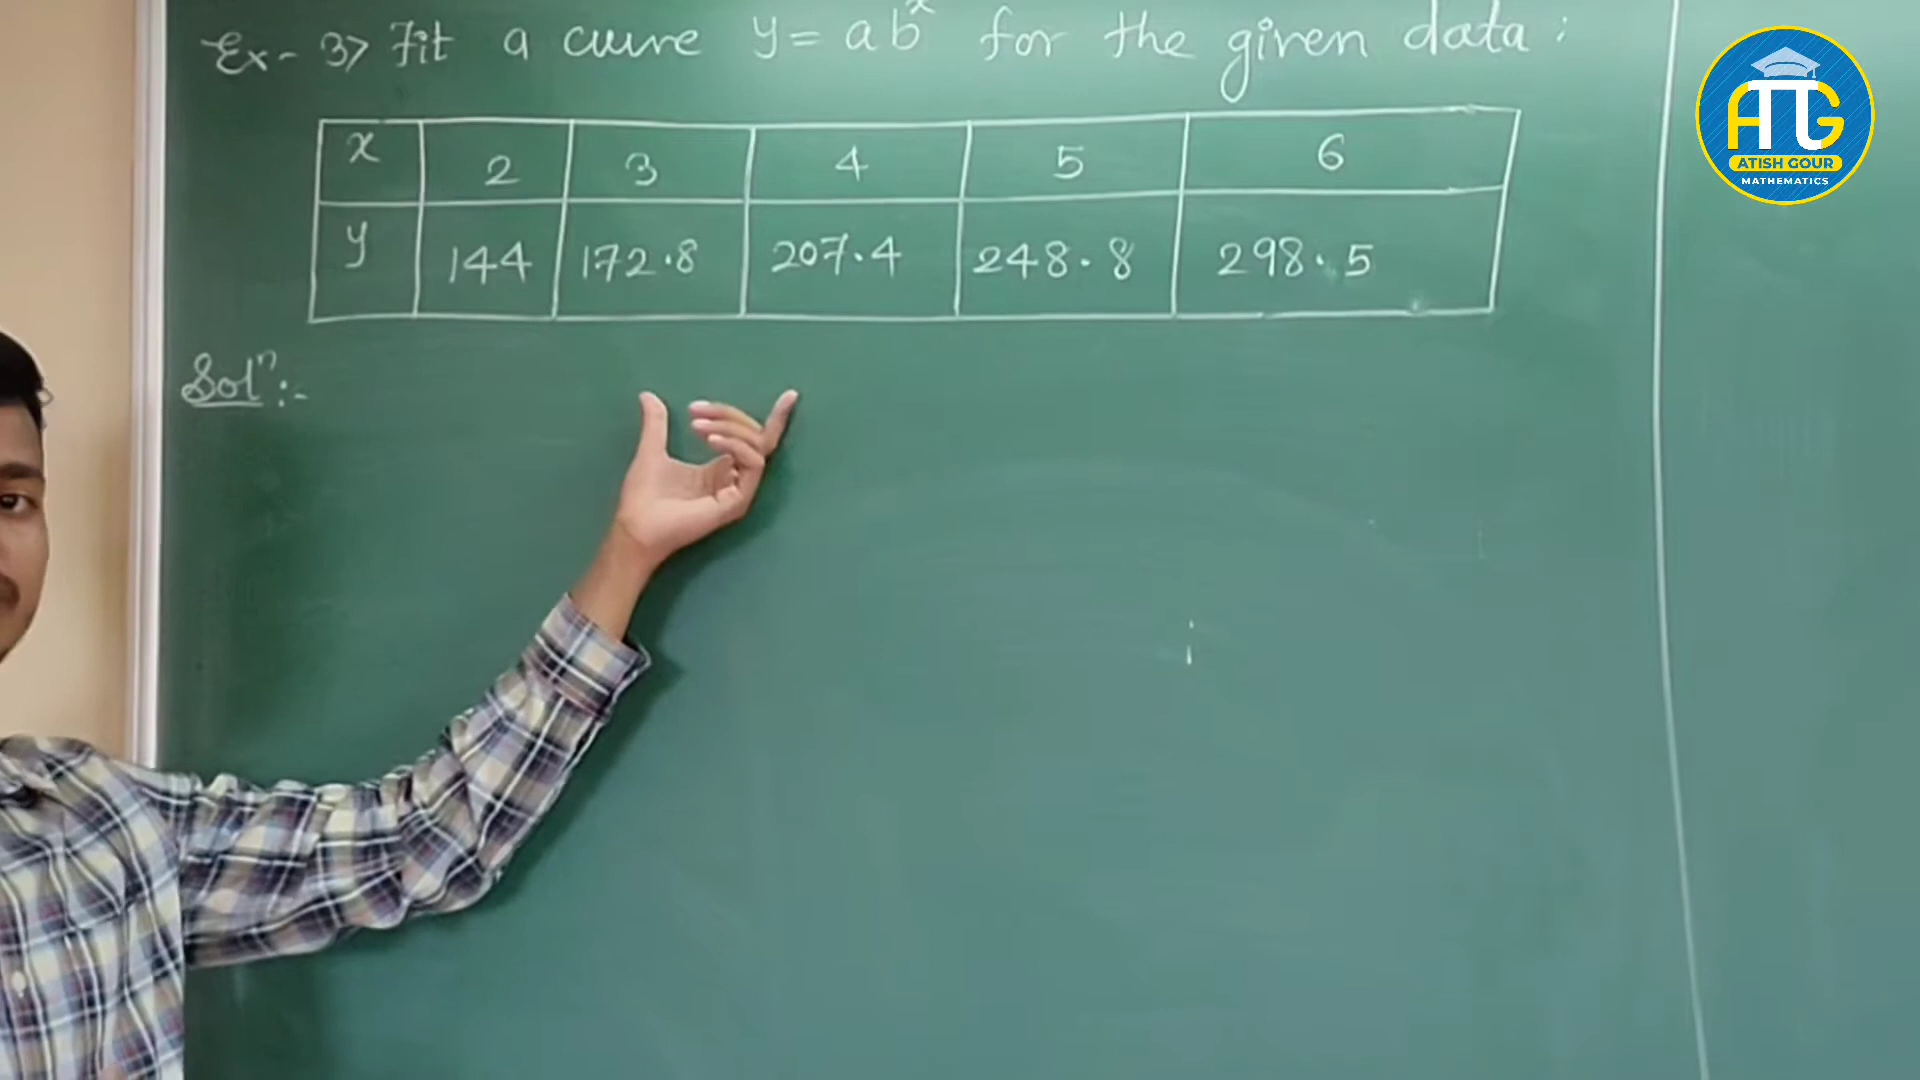 Ex- 3> Fit a curve y = ab^x for the given data :
x 2 3 4 5 6
y 144 172.8 207.4 248.8 298.5
Solⁿ:-
ATG
ATISH GOUR
MATHEMATICS